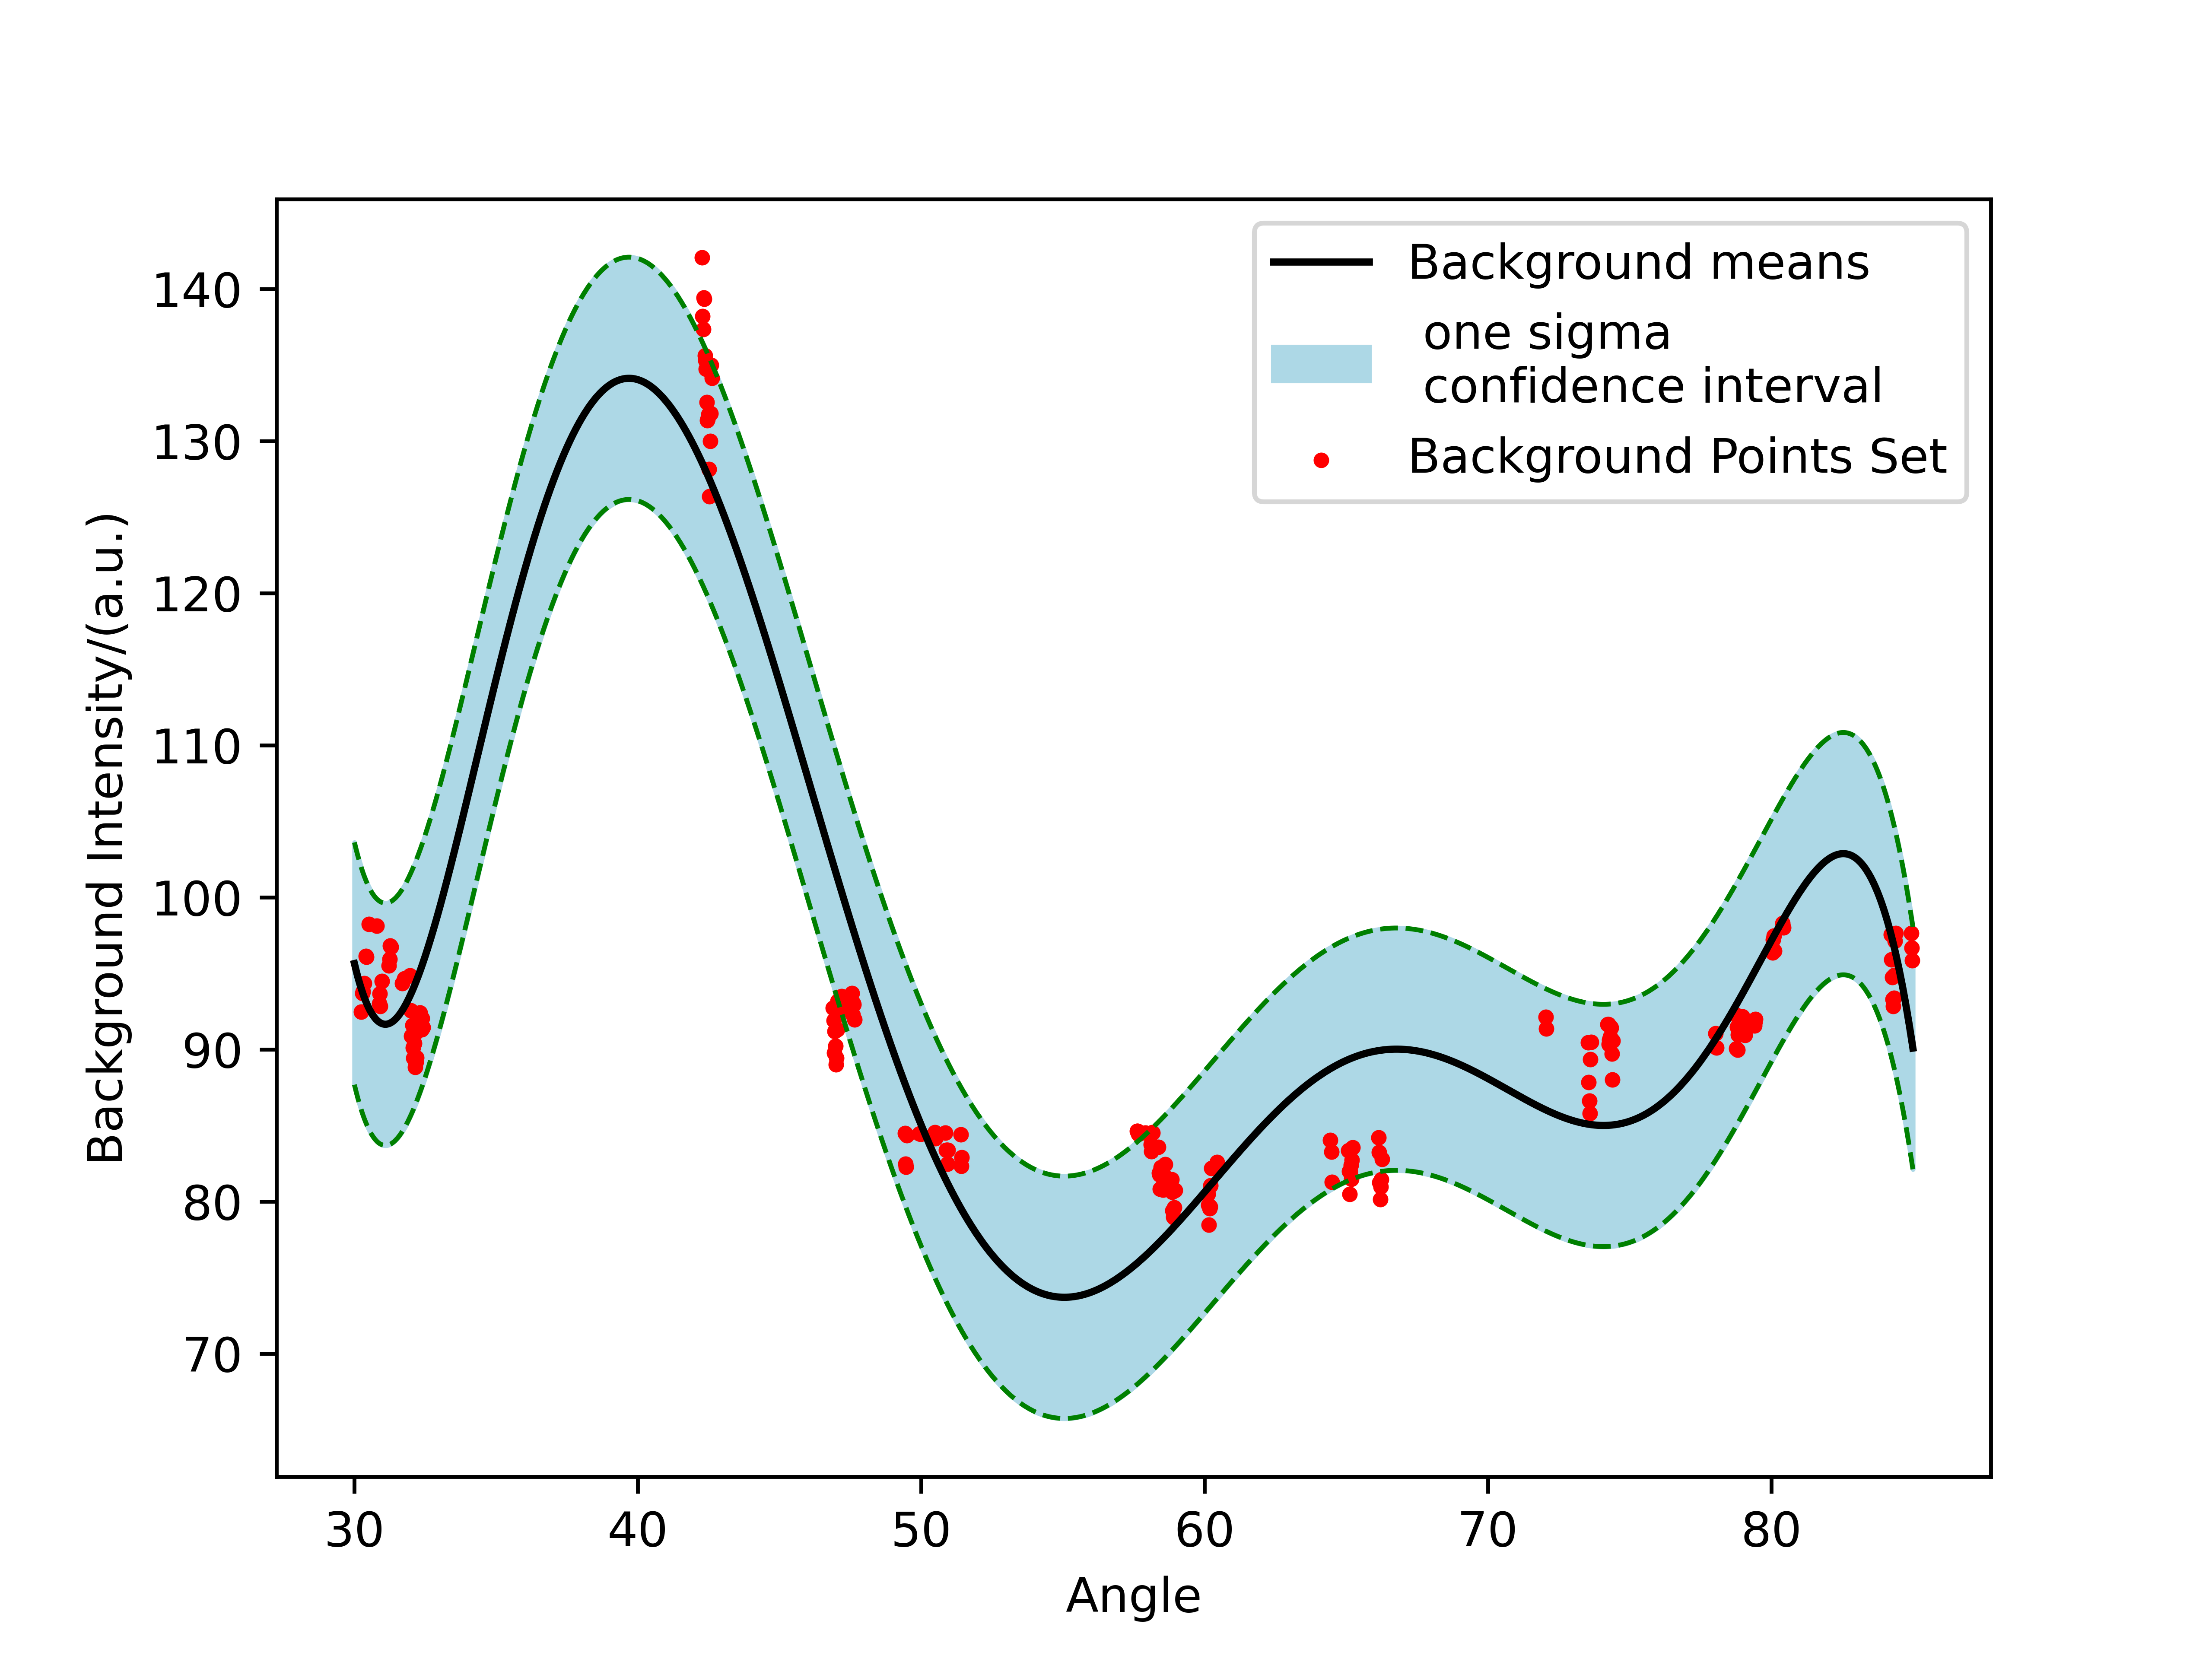 Background means
one sigma
confidence interval
Background Points Set
Background Intensity/(a.u.)
140
130
120
110
100
90
80
70
30 40 50 60 70 80
Angle